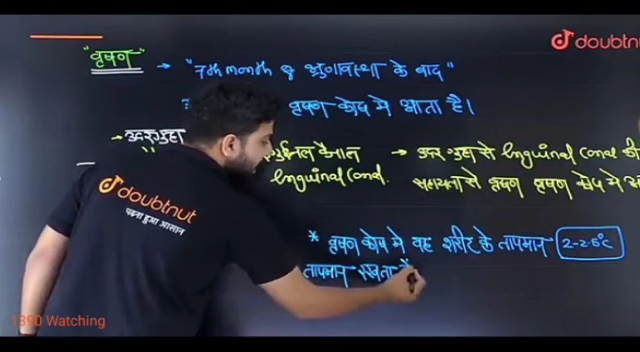 doubtnut
"वृषण" → "7th month of भ्रूणावस्था के बाद"
वृषण कोष मे आता है।
→ उदरगुहा
Inguinal Canal.
→ उदर गुहा से Inguinal Canal की
सहायता से वृषण वृषण कोष मे
doubtnut
पढ़ना हुआ आसान
* वृषण कोष मे वह शरीर के तापमान 2-2.5°C
तापमान रखता है
1390 Watching